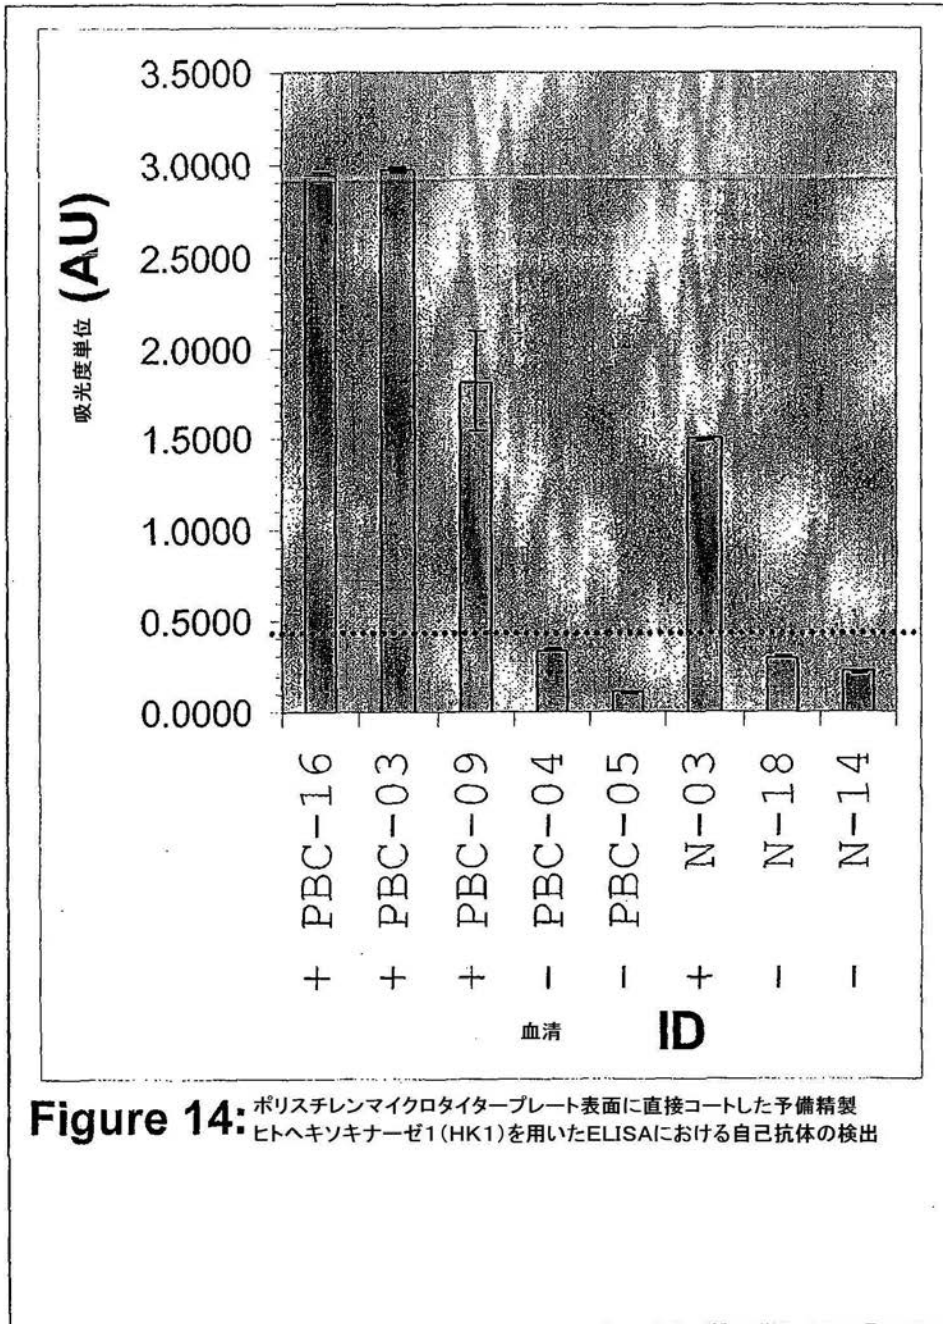 3.5000
3.0000
2.5000
2.0000
1.5000
1.0000
0.5000
0.0000
吸光度単位 (AU)
+ PBC-16
+ PBC-03
+ PBC-09
- PBC-04
- PBC-05
+ N-03
- N-18
- N-14
血清 ID
Figure 14: ポリスチレンマイクロタイタープレート表面に直接コートした予備精製
ヒトヘキソキナーゼ1(HK1)を用いたELISAにおける自己抗体の検出